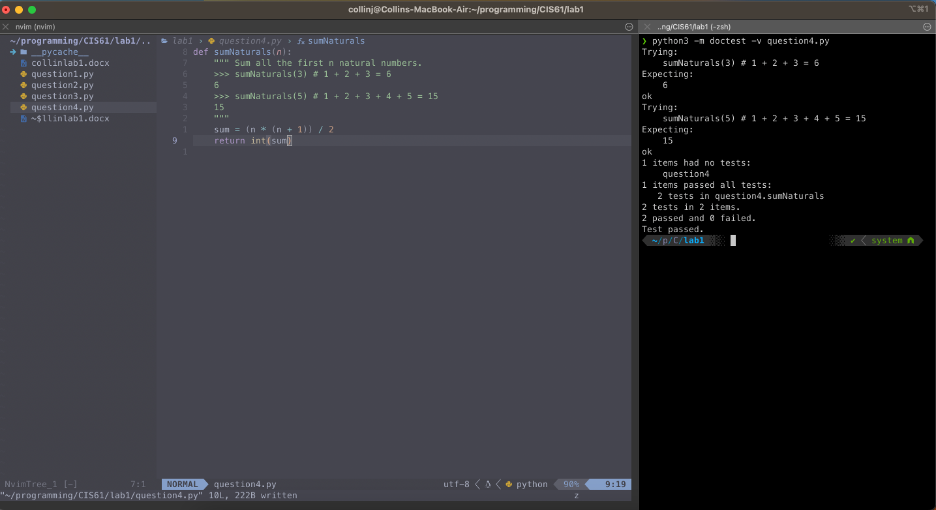 collinj@Collins-MacBook-Air:~/programming/CIS61/lab1
⌥⌘1
nvim (nvim)
..ng/CIS61/lab1 (-zsh)
~/programming/CIS61/lab1/..
__pycache__
collinlab1.docx
question1.py
question2.py
question3.py
question4.py
~$llinlab1.docx
lab1 › question4.py › sumNaturals
8 def sumNaturals(n):
7 """ Sum all the first n natural numbers.
6 >>> sumNaturals(3) # 1 + 2 + 3 = 6
5 6
4 >>> sumNaturals(5) # 1 + 2 + 3 + 4 + 5 = 15
3 15
2 """
1 sum = (n * (n + 1)) / 2
9 return int(sum)
1
NvimTree_1 [-] 7:1
NORMAL question4.py utf-8 python 90% 9:19
"~/programming/CIS61/lab1/question4.py" 10L, 222B written z
❯ python3 -m doctest -v question4.py
Trying:
sumNaturals(3) # 1 + 2 + 3 = 6
Expecting:
6
ok
Trying:
sumNaturals(5) # 1 + 2 + 3 + 4 + 5 = 15
Expecting:
15
ok
1 items had no tests:
question4
1 items passed all tests:
2 tests in question4.sumNaturals
2 tests in 2 items.
2 passed and 0 failed.
Test passed.
~/p/C/lab1 ✔ system